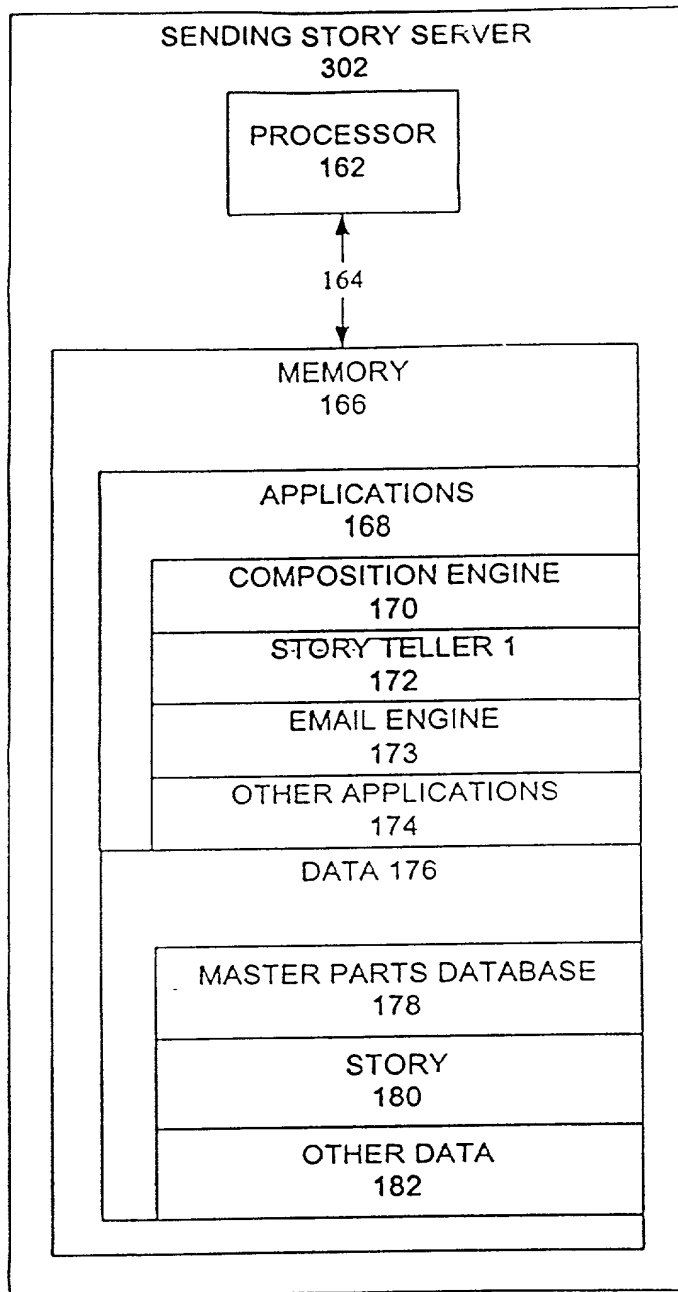 SENDING STORY SERVER
302
PROCESSOR
162
164
MEMORY
166
APPLICATIONS
168
COMPOSITION ENGINE
170
STORY TELLER 1
172
EMAIL ENGINE
173
OTHER APPLICATIONS
174
DATA 176
MASTER PARTS DATABASE
178
STORY
180
OTHER DATA
182